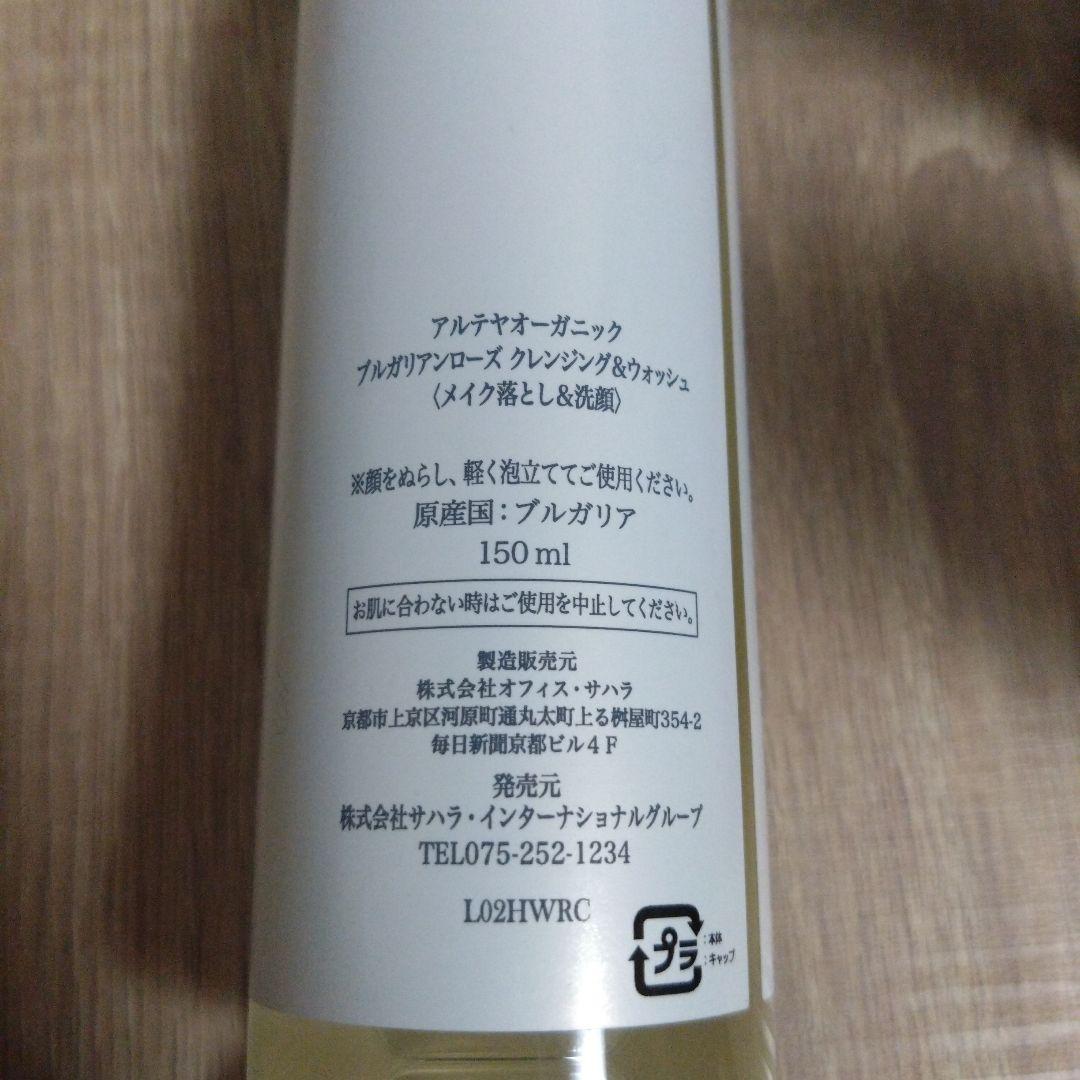 アルテヤオーガニック
ブルガリアンローズ クレンジング&ウォッシュ
〈メイク落とし&洗顔〉
※顔をぬらし、軽く泡立ててご使用ください。
原産国：ブルガリア
150 ml
お肌に合わない時はご使用を中止してください。
製造販売元
株式会社オフィス・サハラ
京都市上京区河原町通丸太町上る桝屋町354-2
毎日新聞京都ビル4F
発売元
株式会社サハラ・インターナショナルグループ
TEL075-252-1234
L02HWRC
プラ
：本体
：キャップ